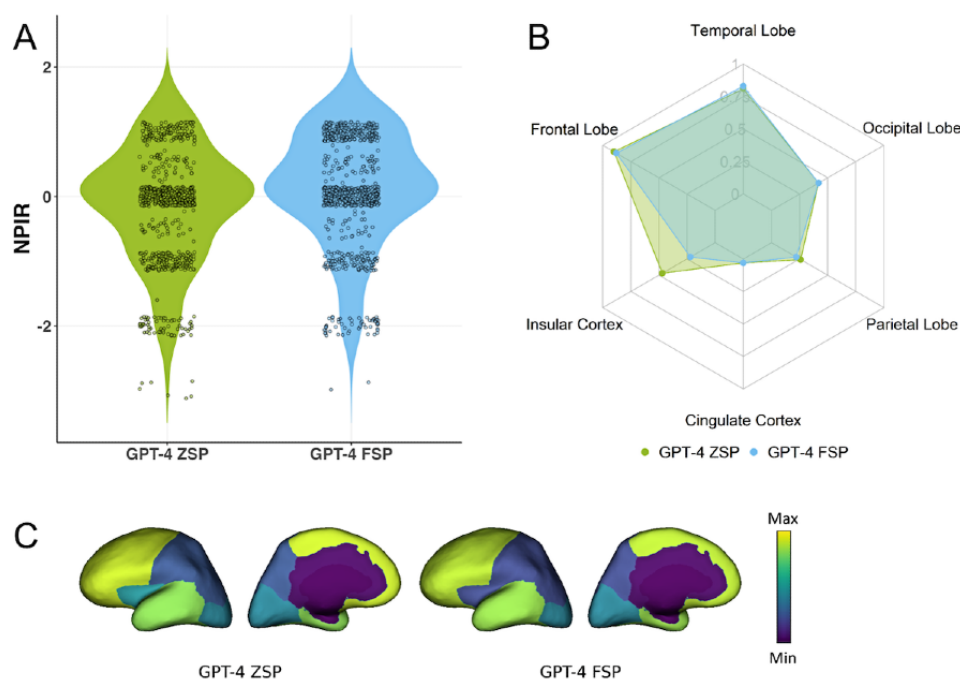 A
2
0
-2
NPIR
GPT-4 ZSP
GPT-4 FSP
B
Temporal Lobe
1
0.75
0.5
0.25
0
Frontal Lobe
Occipital Lobe
Insular Cortex
Parietal Lobe
Cingulate Cortex
GPT-4 ZSP GPT-4 FSP
C
GPT-4 ZSP
GPT-4 FSP
Max
Min